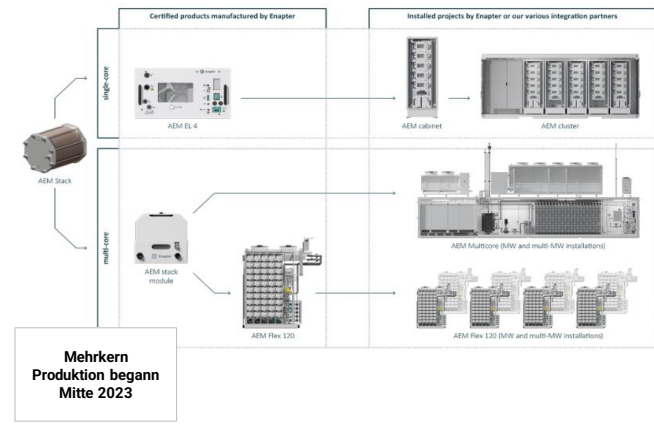 Certified products manufactured by Enapter
Installed projects by Enapter or our various integration partners
single-core
Enapter
AEM EL 4
AEM cabinet
AEM cluster
AEM Stack
multi-core
Enapter
AEM stack
module
AEM Flex 120
AEM Multicore (MW and multi-MW installations)
AEM Flex 120 (MW and multi-MW installations)
Mehrkern
Produktion begann
Mitte 2023